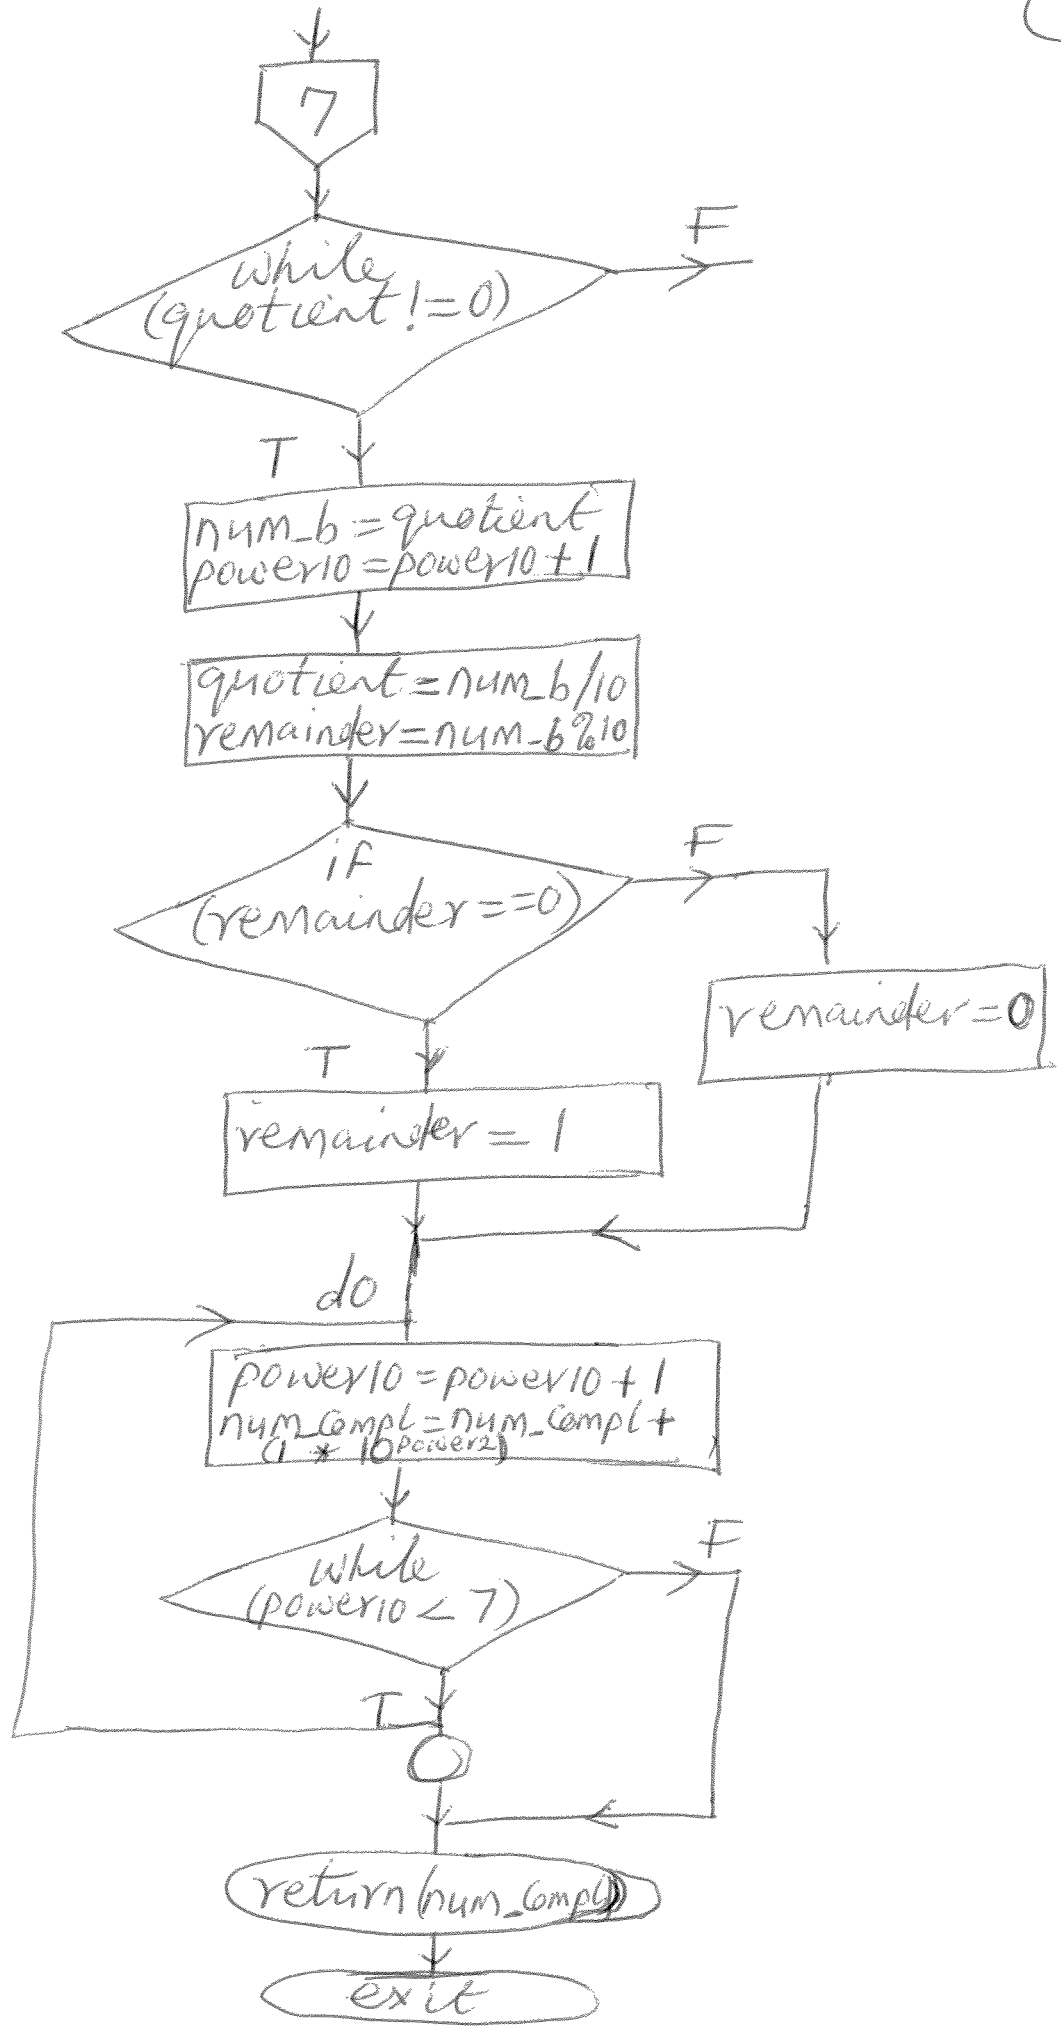 7
F
while
(quotient!=0)
T
num_b=quotient
power10=power10+1
quotient=num_b/10
remainder=num_b%10
if
F
(remainder==0)
remainder=0
T
remainder=1
do
power10=power10+1
num_compl=num_compl+
(1 * 10power2)
F
while
(power10<7)
T
return(num_compl)
exit